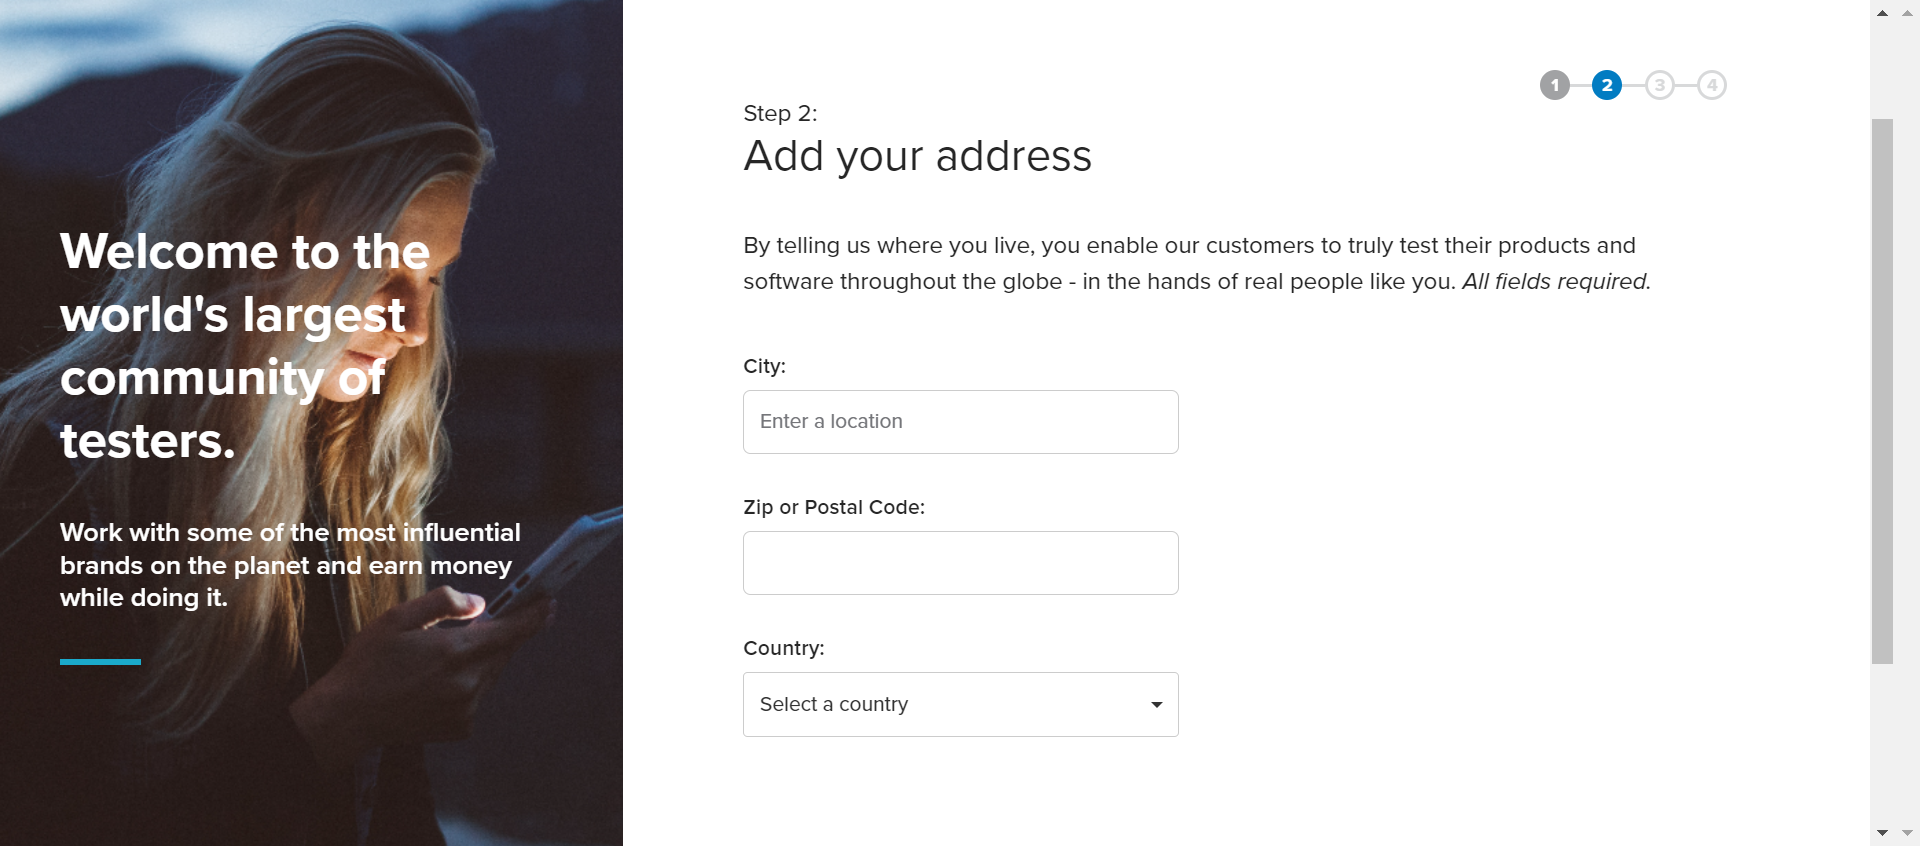 Welcome to the
world's largest
community of
testers.
Work with some of the most influential
brands on the planet and earn money
while doing it.
1 2 3 4
Step 2:
Add your address
By telling us where you live, you enable our customers to truly test their products and
software throughout the globe - in the hands of real people like you. All fields required.
City:
Enter a location
Zip or Postal Code:
Country:
Select a country